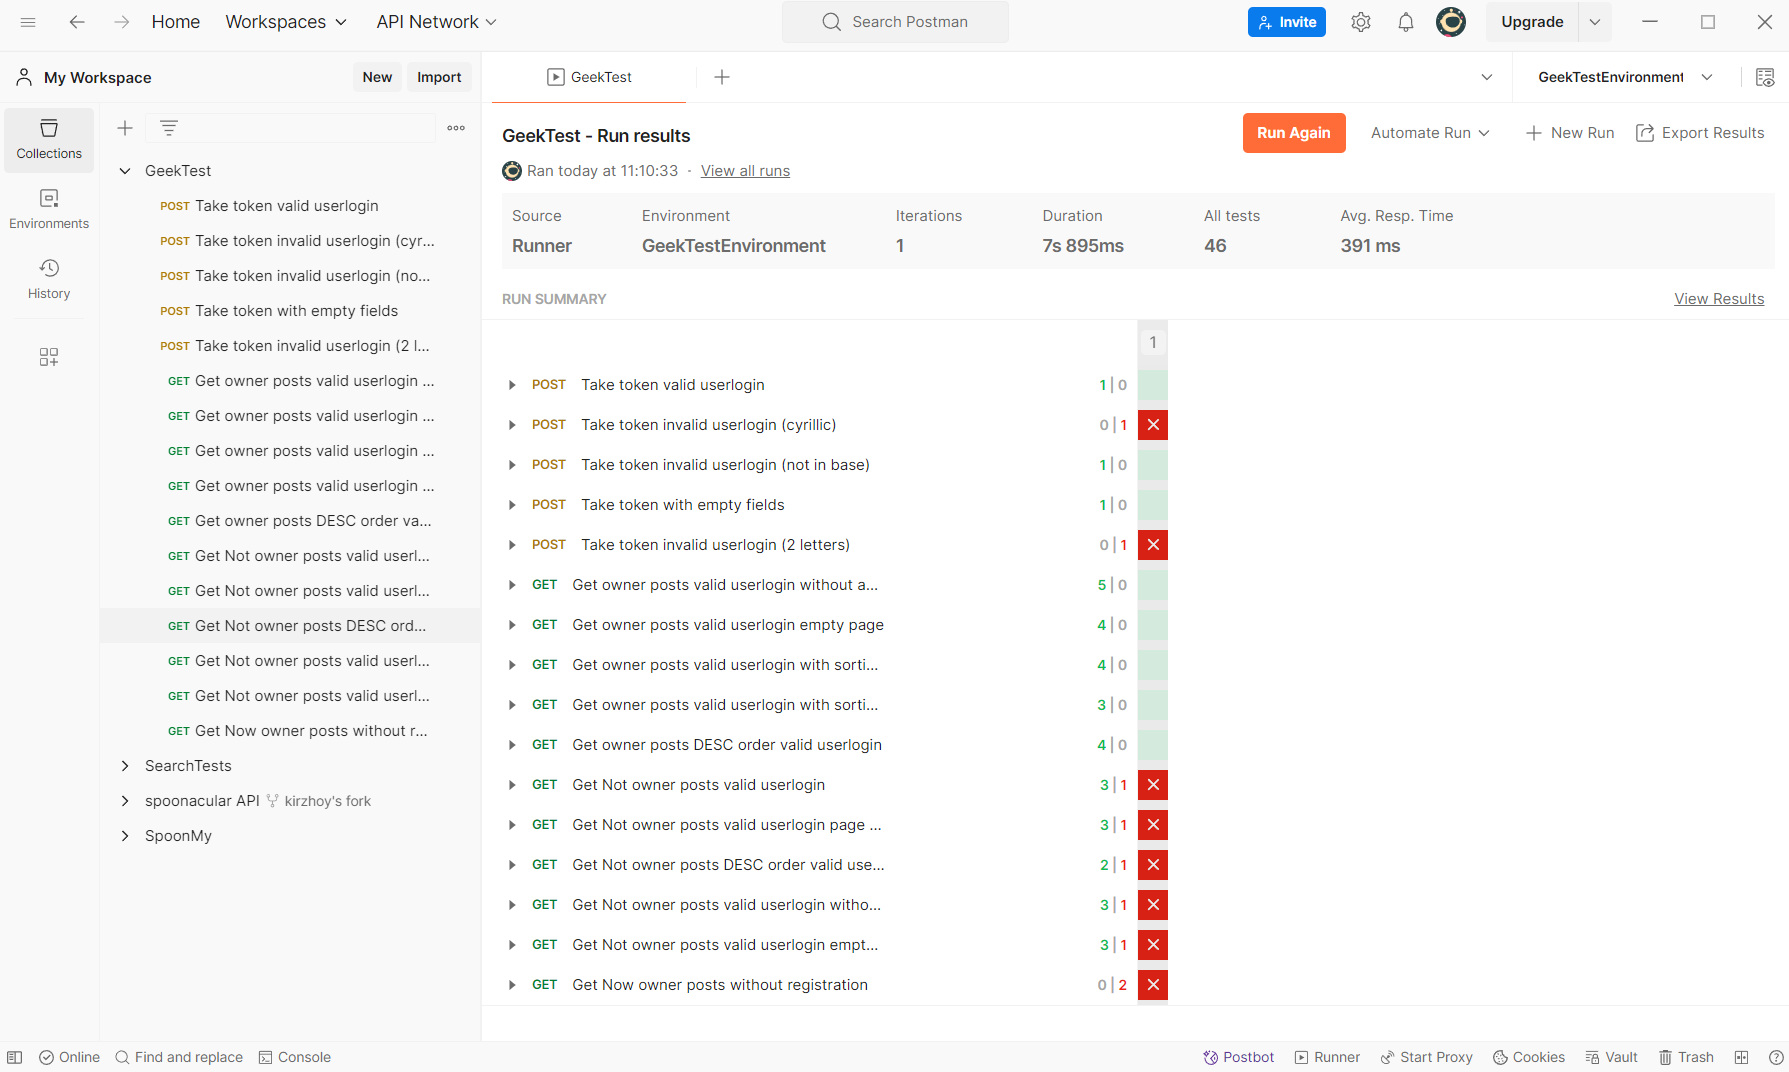 Home Workspaces API Network Search Postman Invite Upgrade
My Workspace New Import GeekTest GeekTestEnvironment
Collections
Environments
History
GeekTest
POST Take token valid userlogin
POST Take token invalid userlogin (cyr...
POST Take token invalid userlogin (no...
POST Take token with empty fields
POST Take token invalid userlogin (2 l...
GET Get owner posts valid userlogin ...
GET Get owner posts valid userlogin ...
GET Get owner posts valid userlogin ...
GET Get owner posts valid userlogin ...
GET Get owner posts DESC order va...
GET Get Not owner posts valid userl...
GET Get Not owner posts valid userl...
GET Get Not owner posts DESC ord...
GET Get Not owner posts valid userl...
GET Get Not owner posts valid userl...
GET Get Now owner posts without r...
SearchTests
spoonacular API kirzhoy's fork
SpoonMy
GeekTest - Run results Run Again Automate Run New Run Export Results
Ran today at 11:10:33 · View all runs
Source Environment Iterations Duration All tests Avg. Resp. Time
Runner GeekTestEnvironment 1 7s 895ms 46 391 ms
RUN SUMMARY View Results
1
POST Take token valid userlogin 1 | 0
POST Take token invalid userlogin (cyrillic) 0 | 1
POST Take token invalid userlogin (not in base) 1 | 0
POST Take token with empty fields 1 | 0
POST Take token invalid userlogin (2 letters) 0 | 1
GET Get owner posts valid userlogin without a... 5 | 0
GET Get owner posts valid userlogin empty page 4 | 0
GET Get owner posts valid userlogin with sorti... 4 | 0
GET Get owner posts valid userlogin with sorti... 3 | 0
GET Get owner posts DESC order valid userlogin 4 | 0
GET Get Not owner posts valid userlogin 3 | 1
GET Get Not owner posts valid userlogin page ... 3 | 1
GET Get Not owner posts DESC order valid use... 2 | 1
GET Get Not owner posts valid userlogin witho... 3 | 1
GET Get Not owner posts valid userlogin empt... 3 | 1
GET Get Now owner posts without registration 0 | 2
Online Find and replace Console Postbot Runner Start Proxy Cookies Vault Trash